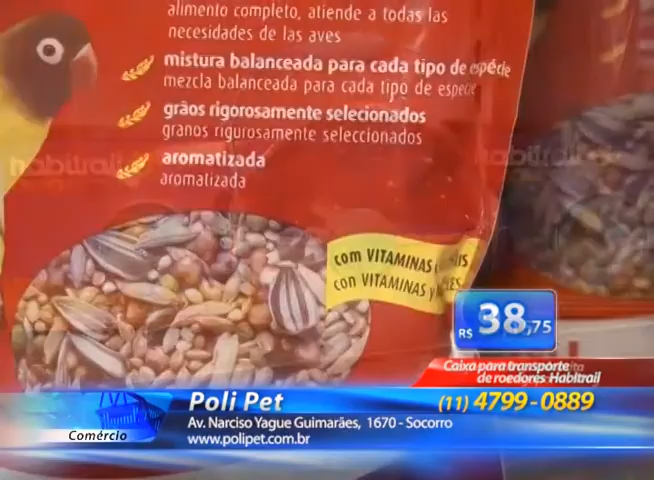 alimento completo, atiende a todas las
necesidades de las aves
mistura balanceada para cada tipo de espécie
mezcla balanceada para cada tipo de especie
grãos rigorosamente selecionados
granos rigurosamente seleccionados
aromatizada
aromatizada
habitrail
com VITAMINAS
con VITAMINAS y
R$ 38,75
Caixa para transporte
de roedores Habitrail
Poli Pet
(11) 4799-0889
Av. Narciso Yague Guimarães, 1670 - Socorro
www.polipet.com.br
Comércio